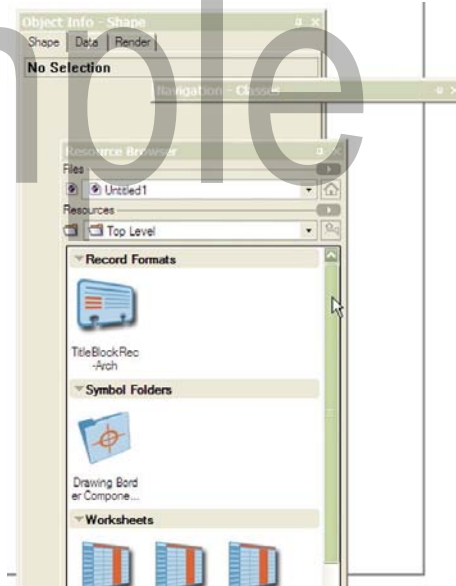 Object Info - Shape
Shape Data Render
No Selection
Navigation - Classes
Resource Browser
Files
Untitled1
Resources
Top Level
Record Formats
TitleBlockRec
-Arch
Symbol Folders
Drawing Bord
er Compone...
Worksheets
mple